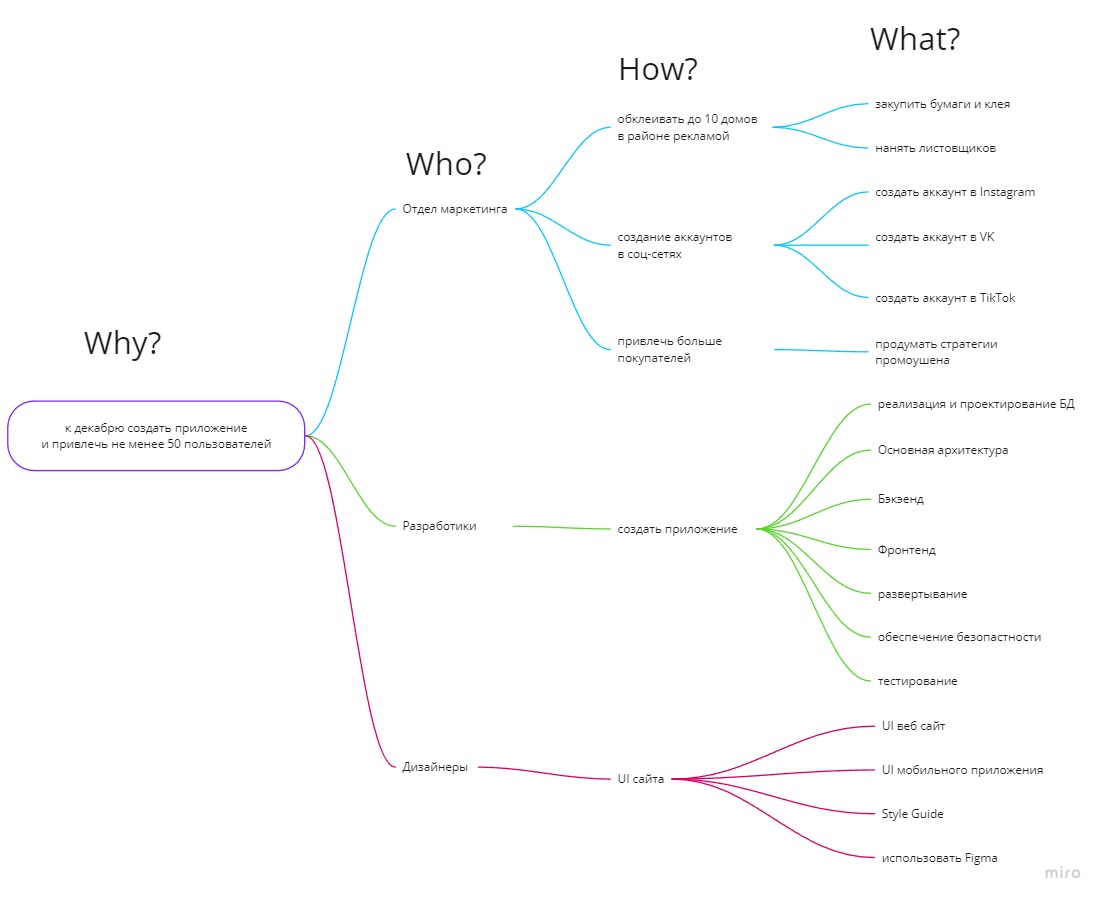 Why?
Who?
How?
What?
к декабрю создать приложение
и привлечь не менее 50 пользователей
Отдел маркетинга
обклеивать до 10 домов
в районе рекламой
закупить бумаги и клея
нанять листовщиков
создание аккаунтов
в соц-сетях
создать аккаунт в Instagram
создать аккаунт в VK
создать аккаунт в TikTok
привлечь больше
покупателей
продумать стратегии
промоушена
Разработики
создать приложение
реализация и проектирование БД
Основная архитектура
Бэкэенд
Фронтенд
развертывание
обеспечение безопастности
тестирование
Дизайнеры
UI сайта
UI веб сайт
UI мобильного приложения
Style Guide
использовать Figma
miro